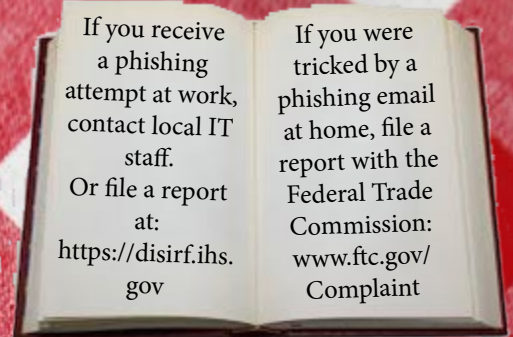 If you receive
a phishing
attempt at work,
contact local IT
staff.
Or file a report
at:
https://disirf.ihs.
gov
If you were
tricked by a
phishing email
at home, file a
report with the
Federal Trade
Commission:
www.ftc.gov/
Complaint